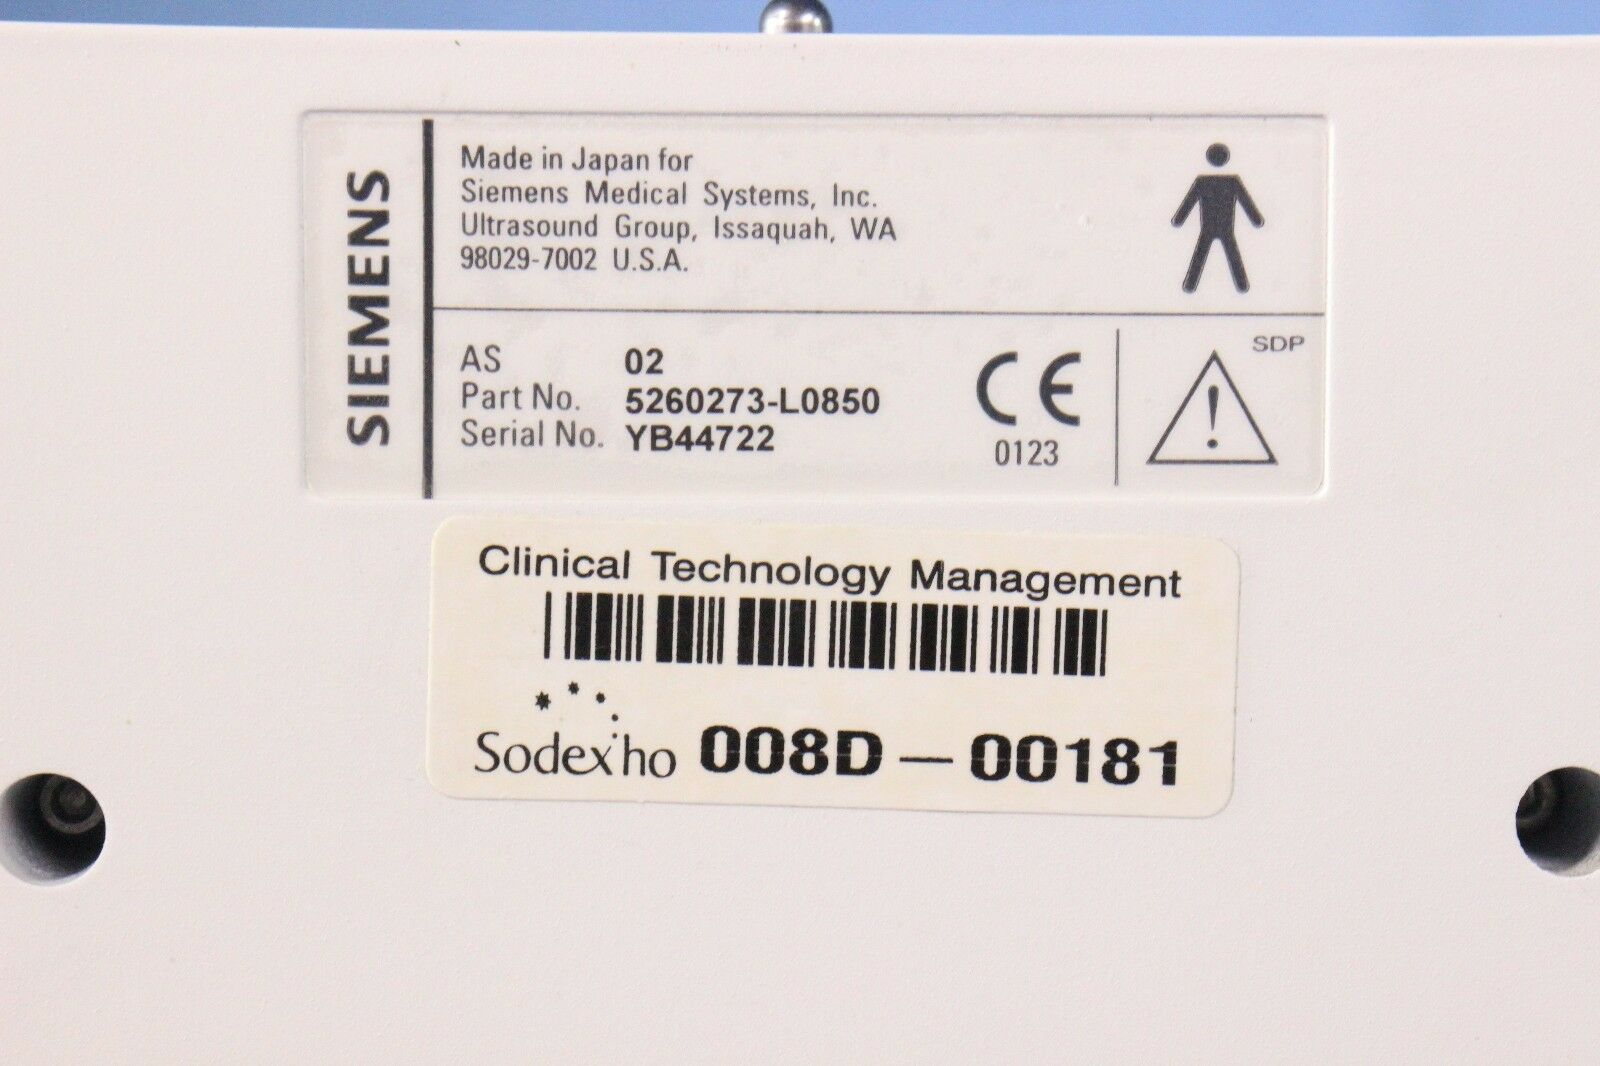 SIEMENS
Made in Japan for
Siemens Medical Systems, Inc.
Ultrasound Group, Issaquah, WA
98029-7002 U.S.A.
AS 02
Part No. 5260273-L0850
Serial No. YB44722
CE
0123
SDP
!
Clinical Technology Management
Sodexho 008D — 00181